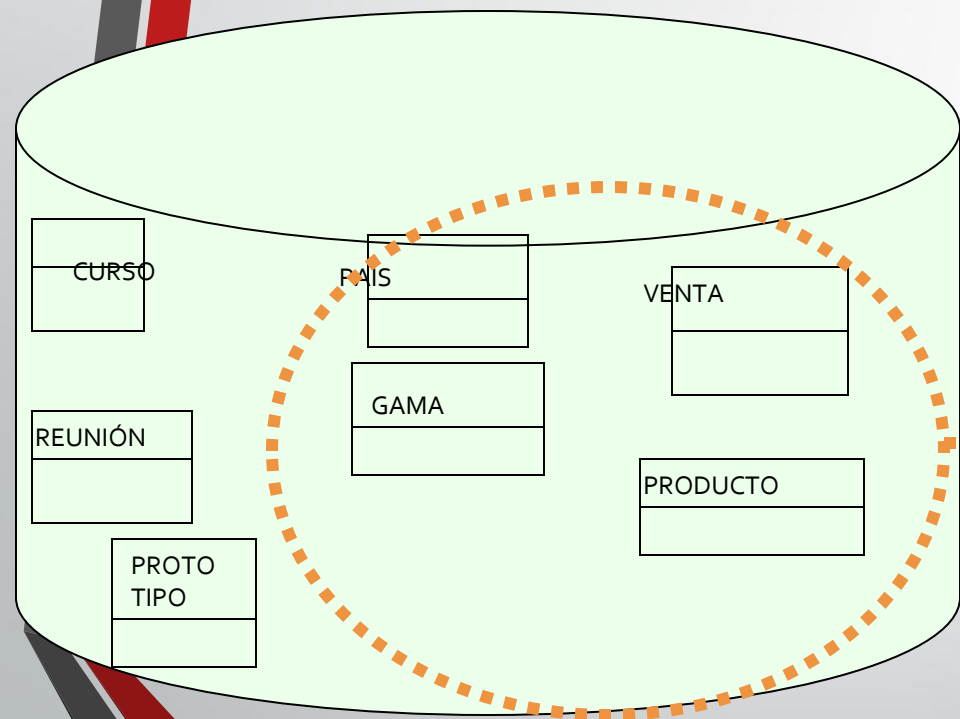 CURSO
PAIS
VENTA
GAMA
REUNIÓN
PRODUCTO
PROTO
TIPO